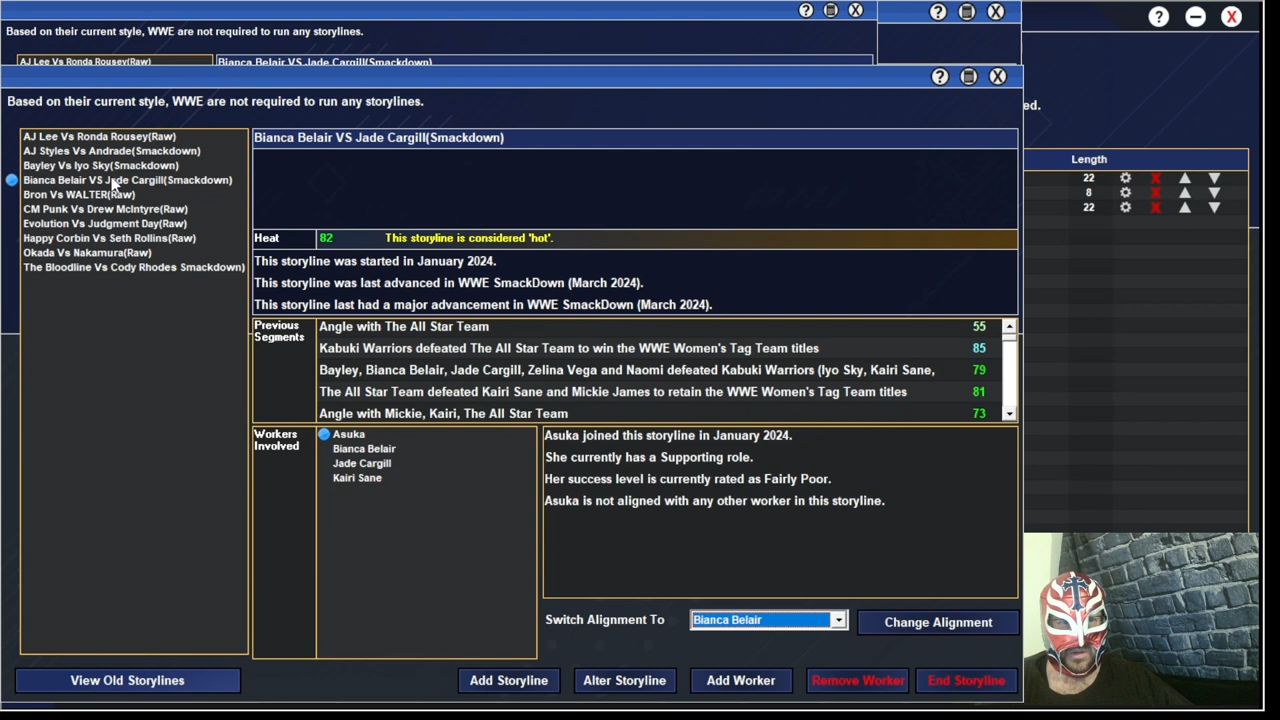 ? X ? X ? X
Based on their current style, WWE are not required to run any storylines.
AJ Lee Vs Ronda Rousey(Raw) Bianca Belair VS Jade Cargill(Smackdown)
? X
Based on their current style, WWE are not required to run any storylines.
ed.
AJ Lee Vs Ronda Rousey(Raw)
AJ Styles Vs Andrade(Smackdown)
Bayley Vs Iyo Sky(Smackdown)
Bianca Belair VS Jade Cargill(Smackdown)
Bron Vs WALTER(Raw)
CM Punk Vs Drew McIntyre(Raw)
Evolution Vs Judgment Day(Raw)
Happy Corbin Vs Seth Rollins(Raw)
Okada Vs Nakamura(Raw)
The Bloodline Vs Cody Rhodes Smackdown)
Bianca Belair VS Jade Cargill(Smackdown)
Heat 82 This storyline is considered 'hot'.
This storyline was started in January 2024.
This storyline was last advanced in WWE SmackDown (March 2024).
This storyline last had a major advancement in WWE SmackDown (March 2024).
Previous Segments
Angle with The All Star Team 55
Kabuki Warriors defeated The All Star Team to win the WWE Women's Tag Team titles 85
Bayley, Bianca Belair, Jade Cargill, Zelina Vega and Naomi defeated Kabuki Warriors (Iyo Sky, Kairi Sane, 79
The All Star Team defeated Kairi Sane and Mickie James to retain the WWE Women's Tag Team titles 81
Angle with Mickie, Kairi, The All Star Team 73
Workers Involved
Asuka
Bianca Belair
Jade Cargill
Kairi Sane
Asuka joined this storyline in January 2024.
She currently has a Supporting role.
Her success level is currently rated as Fairly Poor.
Asuka is not aligned with any other worker in this storyline.
Switch Alignment To Bianca Belair Change Alignment
View Old Storylines Add Storyline Alter Storyline Add Worker Remove Worker End Storyline
Length
22 X
8 X
22 X